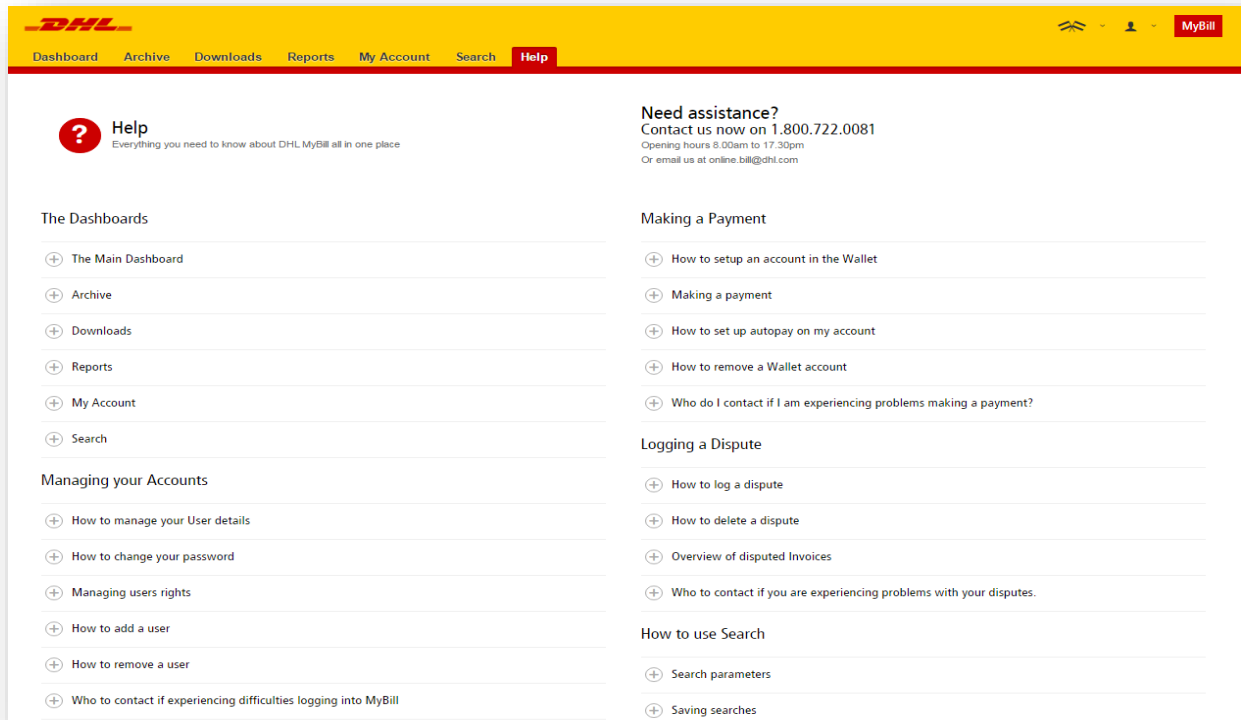 DHL
MyBill
Dashboard Archive Downloads Reports My Account Search Help
Help
Everything you need to know about DHL MyBill all in one place
Need assistance?
Contact us now on 1.800.722.0081
Opening hours 8.00am to 17.30pm
Or email us at online.bill@dhl.com
The Dashboards
The Main Dashboard
Archive
Downloads
Reports
My Account
Search
Managing your Accounts
How to manage your User details
How to change your password
Managing users rights
How to add a user
How to remove a user
Who to contact if experiencing difficulties logging into MyBill
Making a Payment
How to setup an account in the Wallet
Making a payment
How to set up autopay on my account
How to remove a Wallet account
Who do I contact if I am experiencing problems making a payment?
Logging a Dispute
How to log a dispute
How to delete a dispute
Overview of disputed Invoices
Who to contact if you are experiencing problems with your disputes.
How to use Search
Search parameters
Saving searches